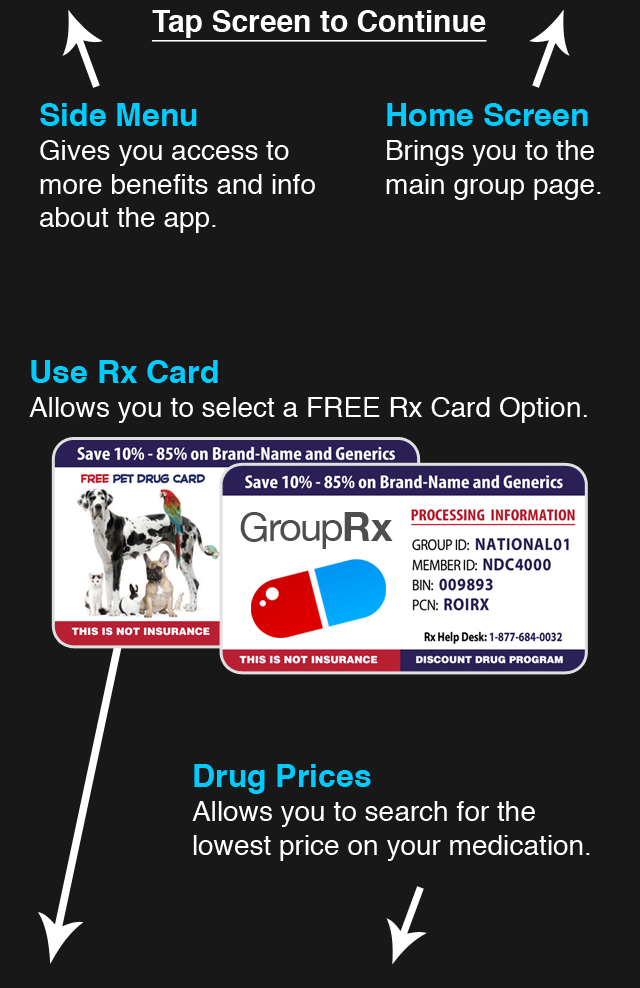 Tap Screen to Continue
Side Menu
Gives you access to
more benefits and info
about the app.
Home Screen
Brings you to the
main group page.
Use Rx Card
Allows you to select a FREE Rx Card Option.
Save 10% - 85% on Brand-Name and Generics
FREE PET DRUG CARD
THIS IS NOT INSURANCE
Save 10% - 85% on Brand-Name and Generics
GroupRx
PROCESSING INFORMATION
GROUP ID: NATIONAL01
MEMBER ID: NDC4000
BIN: 009893
PCN: ROIRX
Rx Help Desk: 1-877-684-0032
THIS IS NOT INSURANCE
DISCOUNT DRUG PROGRAM
Drug Prices
Allows you to search for the
lowest price on your medication.